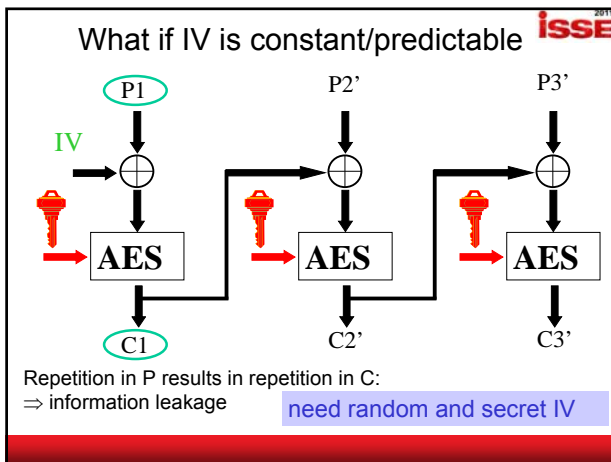 What if IV is constant/predictable
isse
2011
P1 P2' P3'
IV
AES AES AES
C1 C2' C3'
Repetition in P results in repetition in C:
⇒ information leakage
need random and secret IV